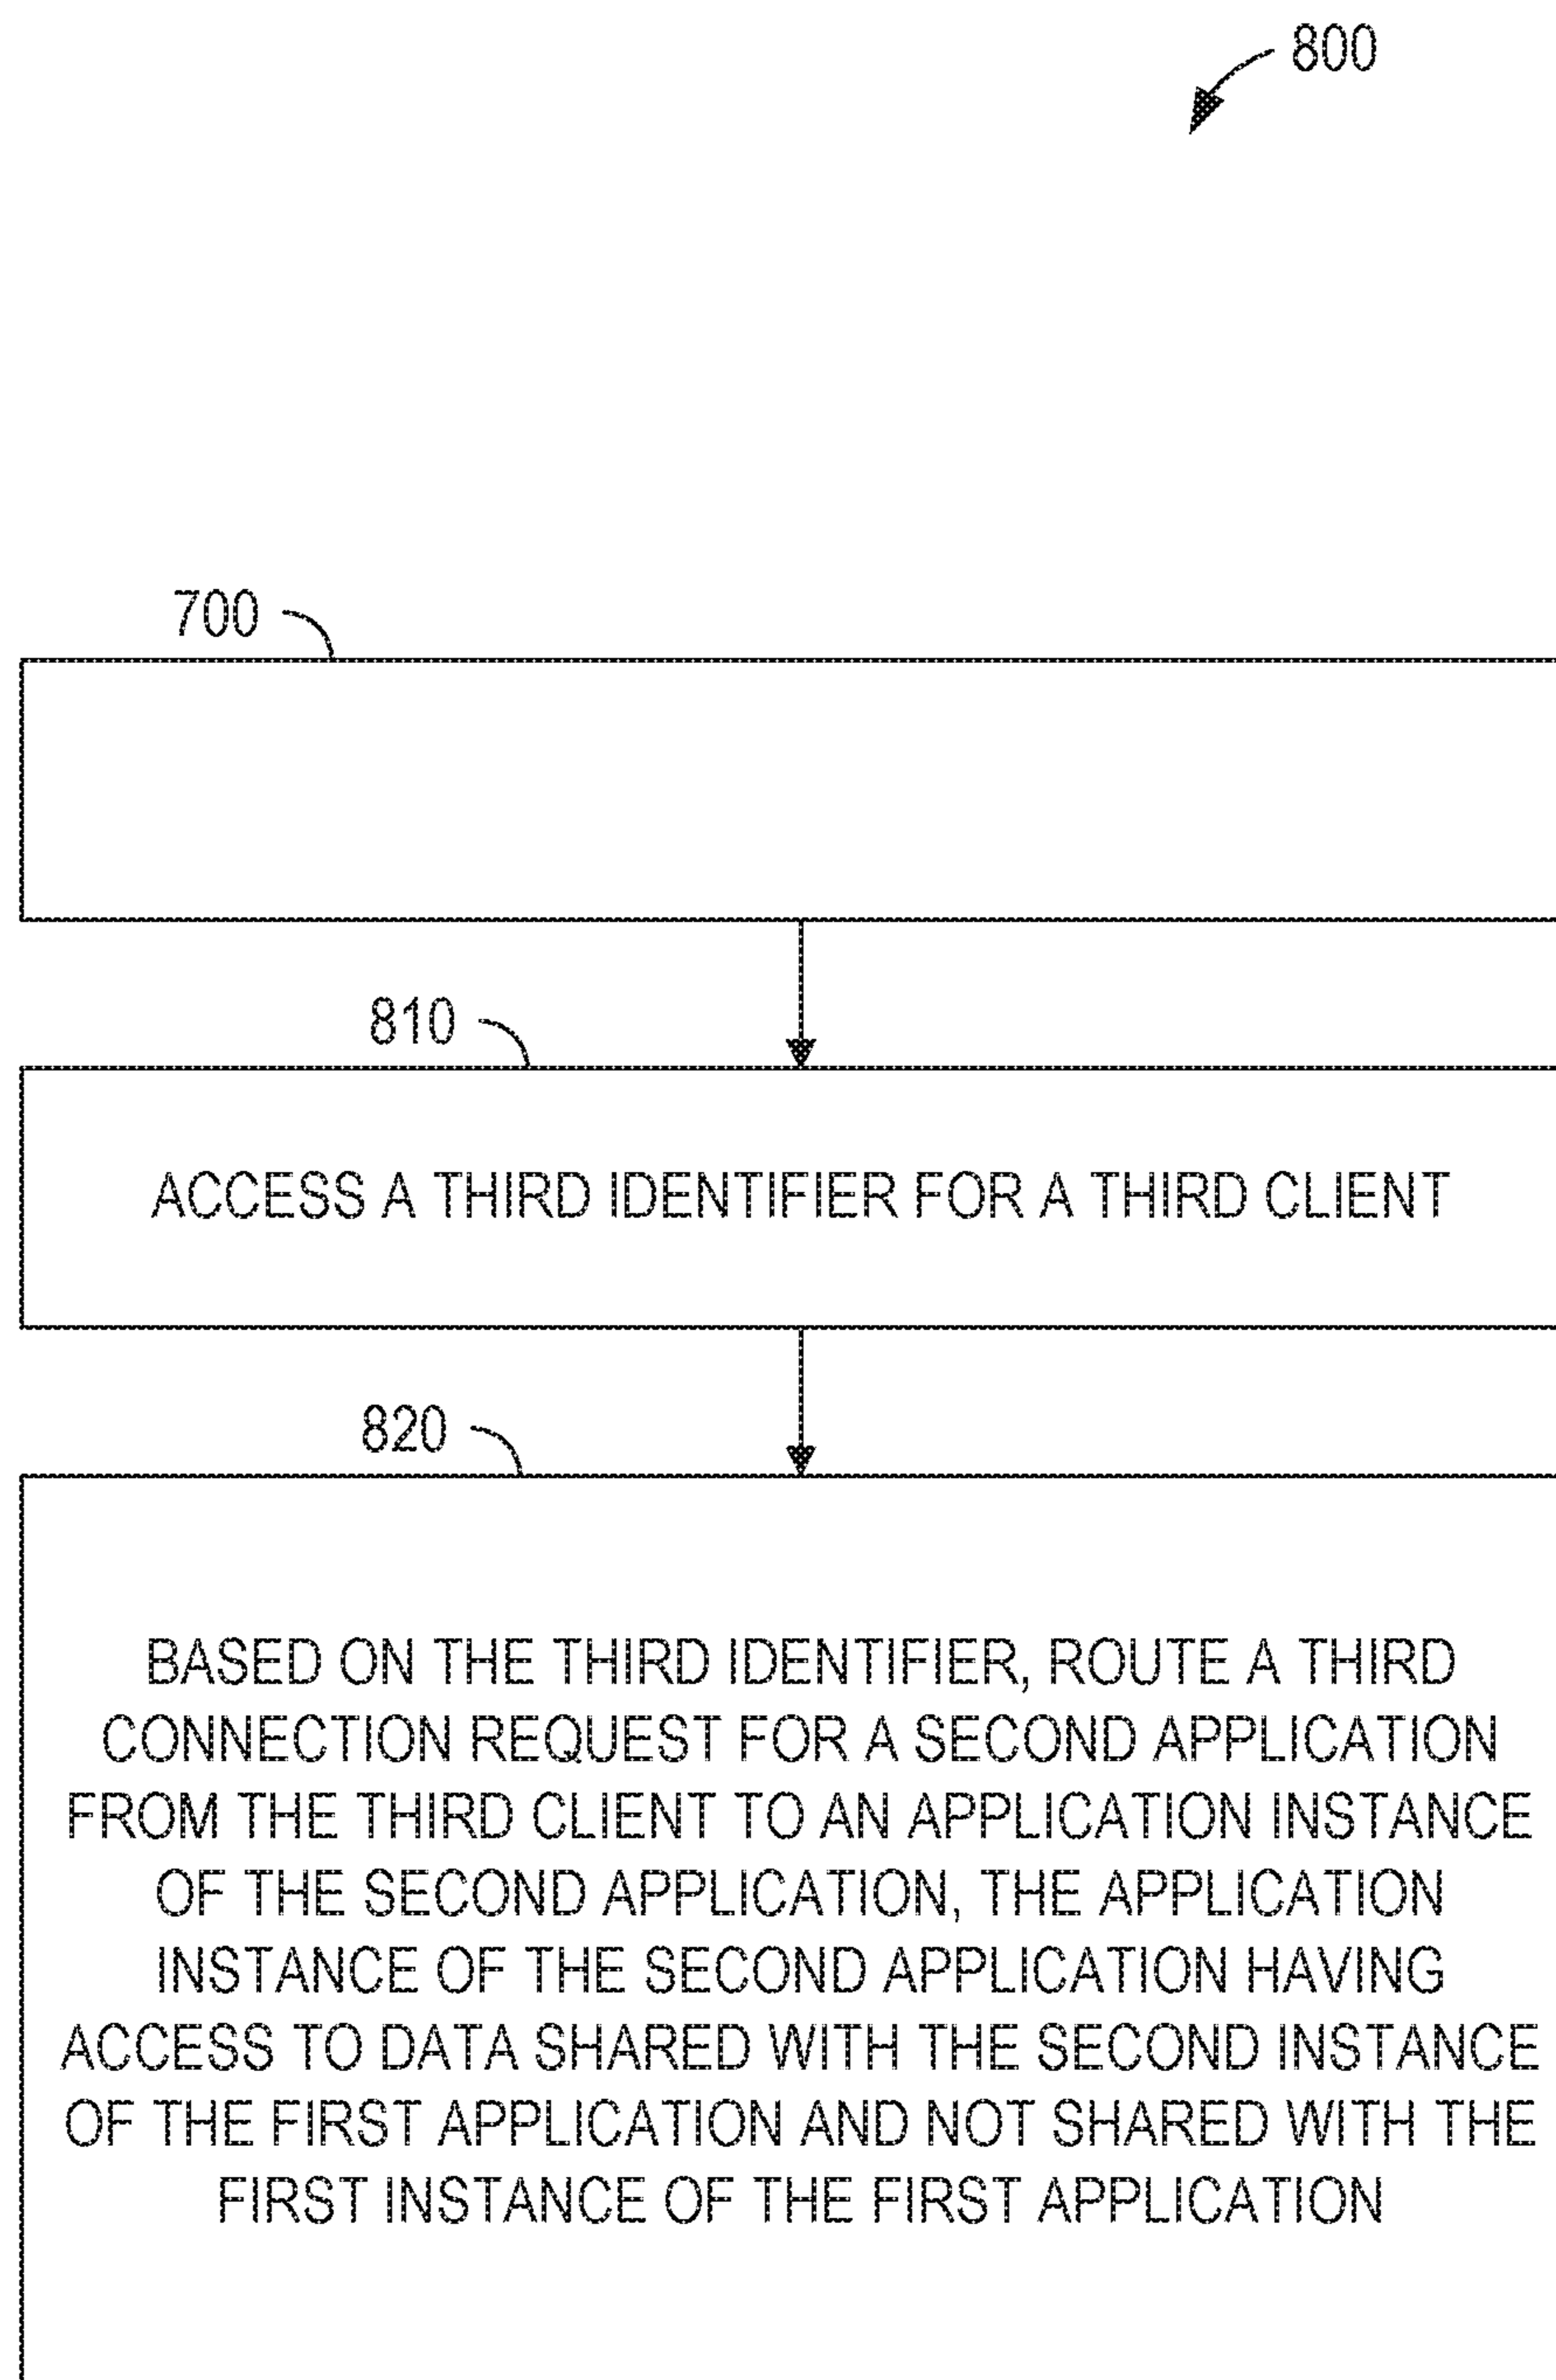 800
700
810
ACCESS A THIRD IDENTIFIER FOR A THIRD CLIENT
820
BASED ON THE THIRD IDENTIFIER, ROUTE A THIRD
CONNECTION REQUEST FOR A SECOND APPLICATION
FROM THE THIRD CLIENT TO AN APPLICATION INSTANCE
OF THE SECOND APPLICATION, THE APPLICATION
INSTANCE OF THE SECOND APPLICATION HAVING
ACCESS TO DATA SHARED WITH THE SECOND INSTANCE
OF THE FIRST APPLICATION AND NOT SHARED WITH THE
FIRST INSTANCE OF THE FIRST APPLICATION